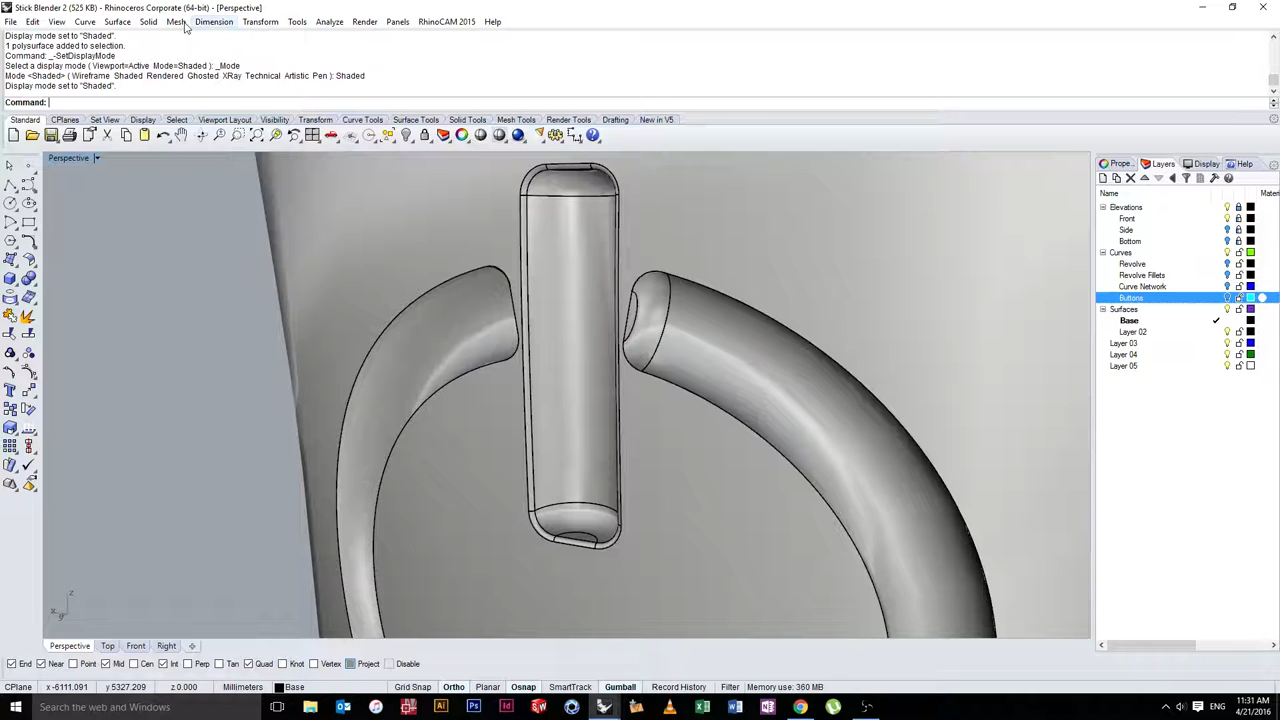 Stick Blender 2 (525 KB) - Rhinoceros Corporate (64-bit) - [Perspective]
File Edit View Curve Surface Solid Mesh Dimension Transform Tools Analyze Render Panels RhinoCAM 2015 Help
Display mode set to "Shaded".
1 polysurface added to selection.
Command: _-SetDisplayMode
Select a display mode ( Viewport=Active Mode=Shaded ): _Mode
Mode <Shaded> ( Wireframe Shaded Rendered Ghosted XRay Technical Artistic Pen ): Shaded
Display mode set to "Shaded".
Command:
Standard CPlanes Set View Display Select Viewport Layout Visibility Transform Curve Tools Surface Tools Solid Tools Mesh Tools Render Tools Drafting New in V5
Perspective
Prope... Layers Display Help
Name Materi
Elevations
Front
Side
Bottom
Curves
Revolve
Revolve Fillets
Curve Network
Buttons
Surfaces
Base
Layer 02
Layer 03
Layer 04
Layer 05
z
x y
Perspective Top Front Right
End Near Point Mid Cen Int Perp Tan Quad Knot Vertex Project Disable
CPlane x -6111.091 y 5327.209 z 0.000 Millimeters Base Grid Snap Ortho Planar Osnap SmartTrack Gumball Record History Filter Memory use: 360 MB
Search the web and Windows
ENG
11:31 AM
4/21/2016